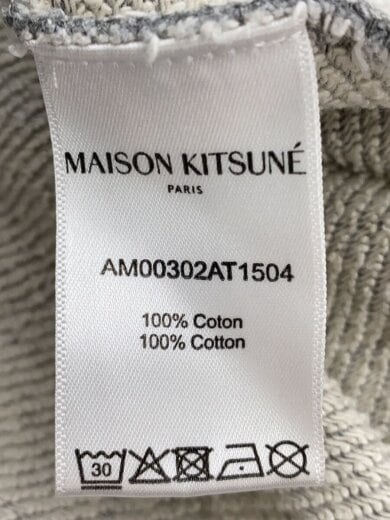 MAISON KITSUNÉ
PARIS
AM00302AT1504
100% Coton
100% Cotton
30